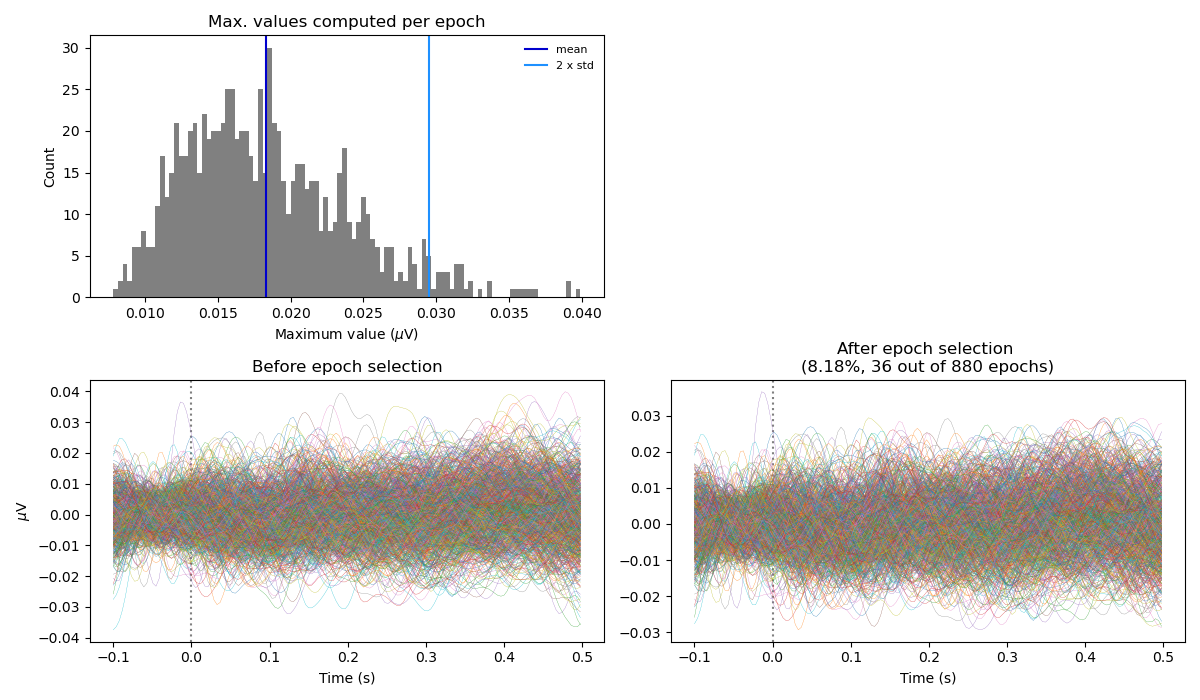 Max. values computed per epoch
30
25
20
15
10
5
0
Count
mean
2 x std
0.010 0.015 0.020 0.025 0.030 0.035 0.040
Maximum value (μV)
Before epoch selection
0.04
0.03
0.02
0.01
0.00
−0.01
−0.02
−0.03
−0.04
μV
−0.1 0.0 0.1 0.2 0.3 0.4 0.5
Time (s)
After epoch selection
(8.18%, 36 out of 880 epochs)
0.03
0.02
0.01
0.00
−0.01
−0.02
−0.03
−0.1 0.0 0.1 0.2 0.3 0.4 0.5
Time (s)